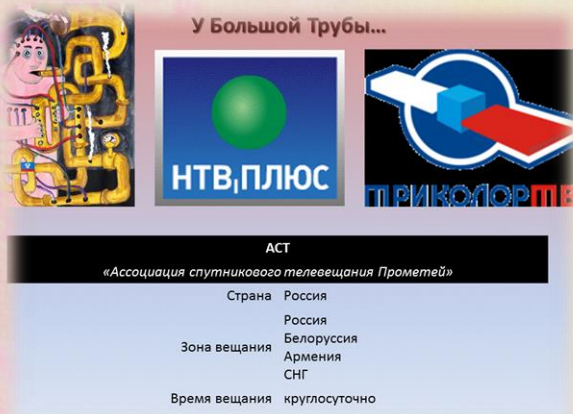 У Большой Трубы...
НТВ ПЛЮС
ТРИКОЛОР ТВ
АСТ
«Ассоциация спутникового телевещания Прометей»
Страна Россия
Зона вещания Россия
Белоруссия
Армения
СНГ
Время вещания круглосуточно